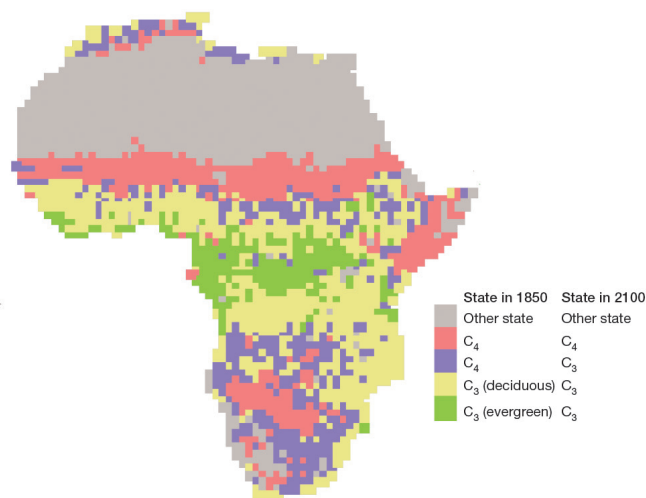 State in 1850 State in 2100
Other state Other state
C₄ C₄
C₄ C₃
C₃ (deciduous) C₃
C₃ (evergreen) C₃